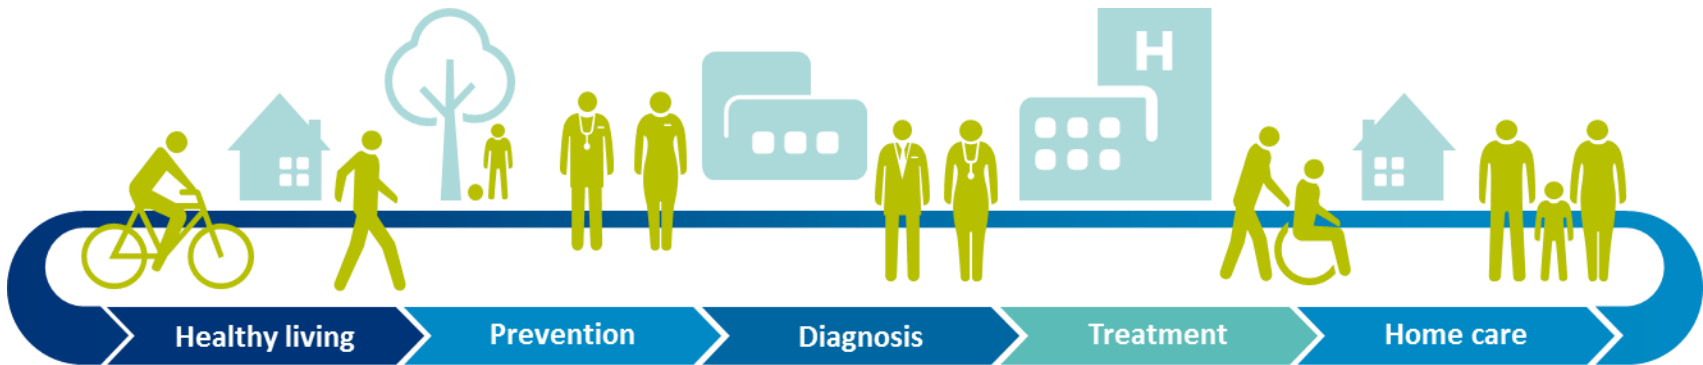 H
Healthy living
Prevention
Diagnosis
Treatment
Home care